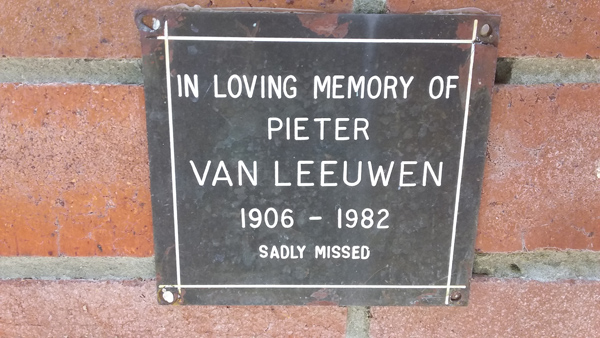 IN LOVING MEMORY OF
PIETER
VAN LEEUWEN
1906 - 1982
SADLY MISSED